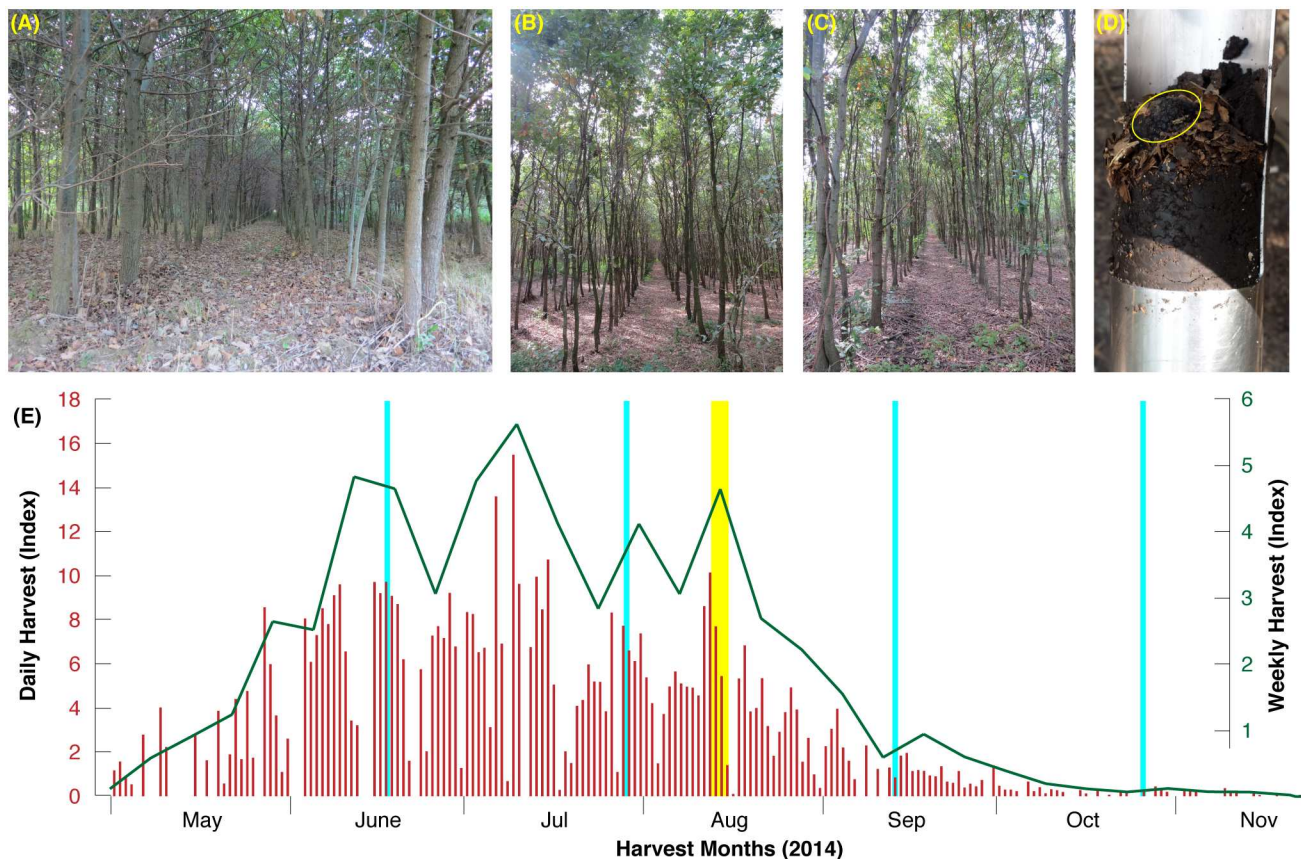 (A)
(B)
(C)
(D)
(E)
18
16
14
12
10
8
6
4
2
0
Daily Harvest (Index)
6
5
4
3
2
1
Weekly Harvest (Index)
May
June
Jul
Aug
Sep
Oct
Nov
Harvest Months (2014)